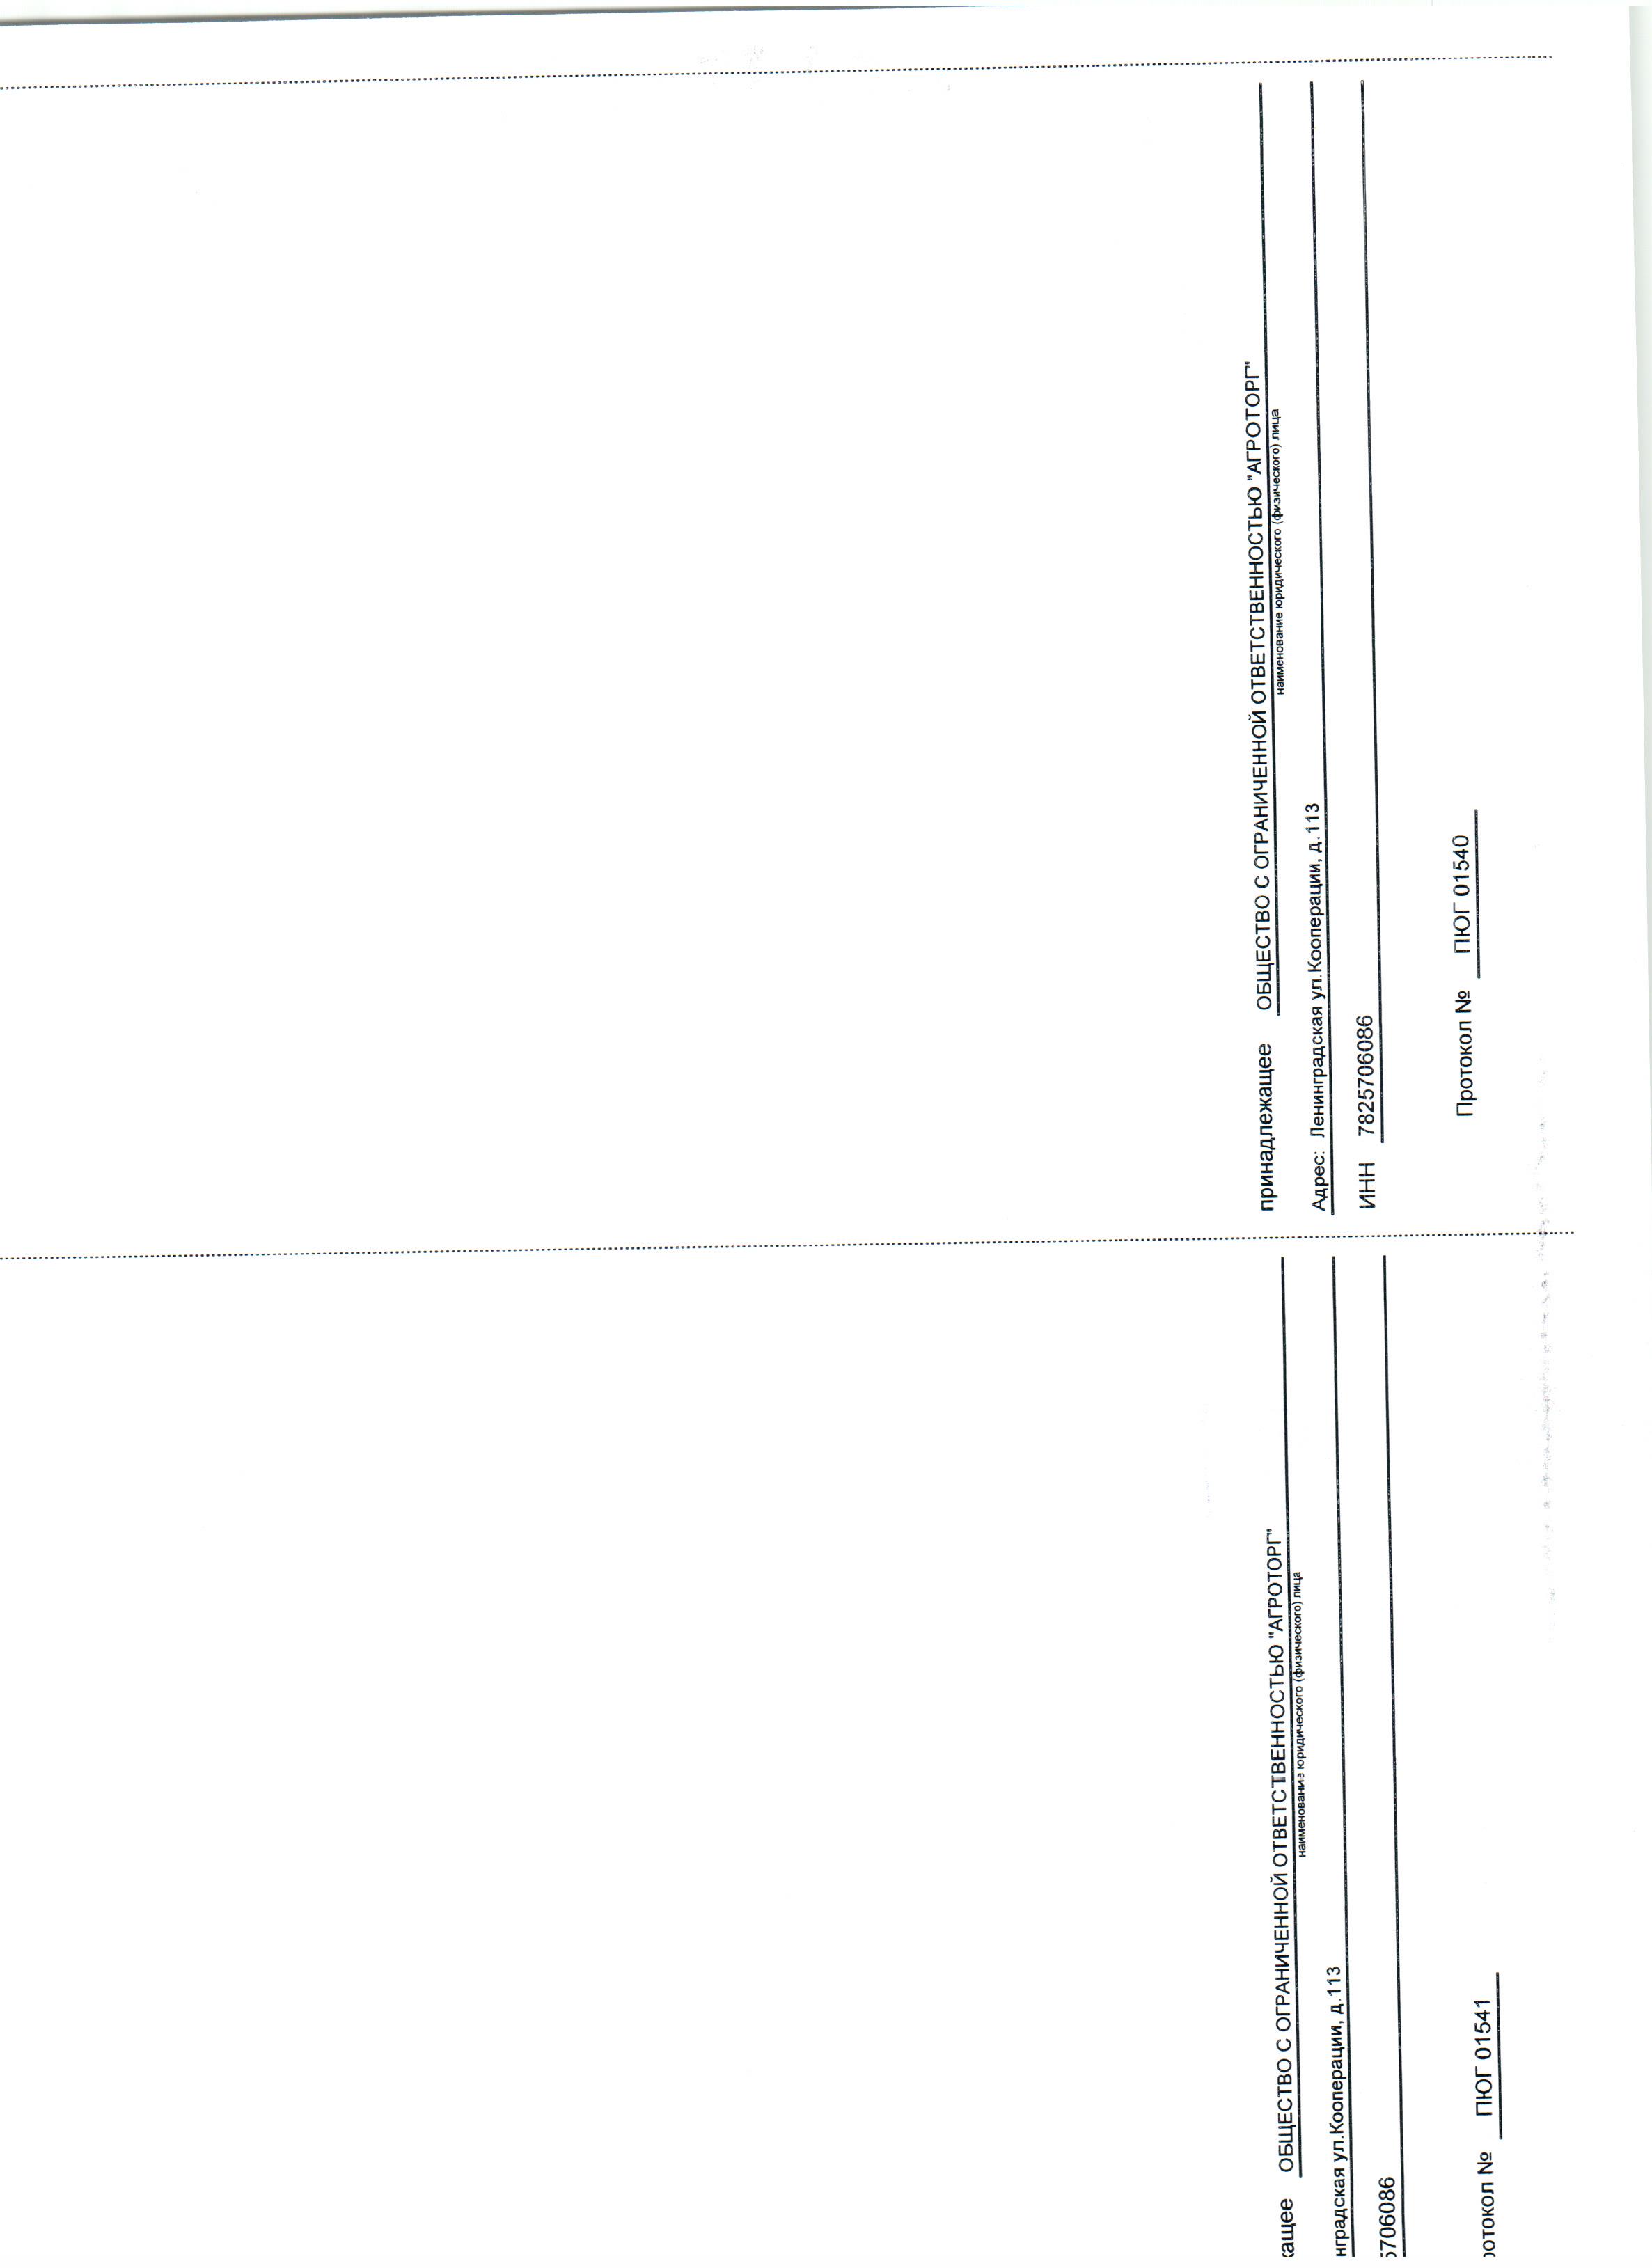 кащее ОБЩЕСТВО С ОГРАНИЧЕННОЙ ОТВЕТСТВЕННОСТЬЮ "АГРОТОРГ"
наименование юридического (физического) лица
нградская ул.Кооперации, д.113
5706086
ротокол № ПЮГ 01541
принадлежащее ОБЩЕСТВО С ОГРАНИЧЕННОЙ ОТВЕТСТВЕННОСТЬЮ "АГРОТОРГ"
наименование юридического (физического) лица
Адрес: Ленинградская ул.Кооперации, д.113
ИНН 7825706086
Протокол № ПЮГ 01540